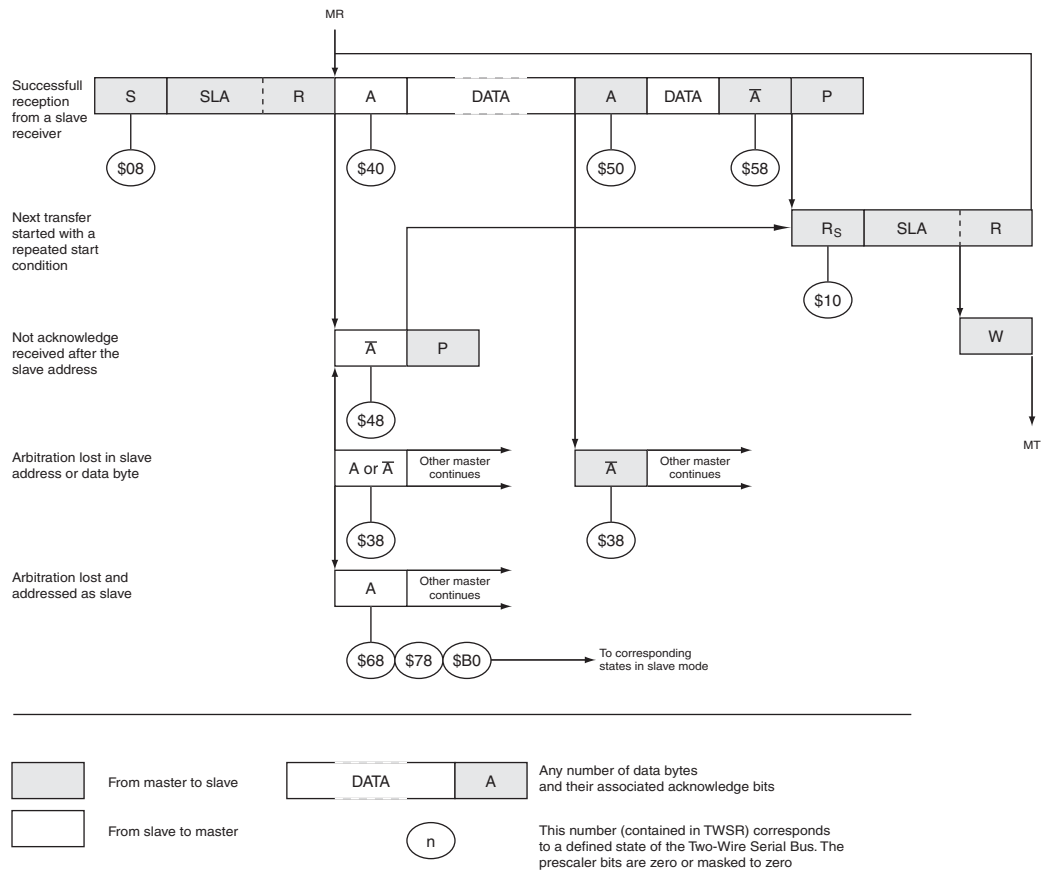 MR
Successfull
reception
from a slave
receiver
S SLA R A DATA A DATA A̅ P
$08 $40 $50 $58
Next transfer
started with a
repeated start
condition
RS SLA R
$10
Not acknowledge
received after the
slave address
A̅ P
W
$48
MT
Arbitration lost in slave
address or data byte
A or A̅
Other master
continues
A̅
Other master
continues
$38 $38
Arbitration lost and
addressed as slave
A
Other master
continues
$68 $78 $B0
To corresponding
states in slave mode
From master to slave
DATA A
Any number of data bytes
and their associated acknowledge bits
From slave to master
n
This number (contained in TWSR) corresponds
to a defined state of the Two-Wire Serial Bus. The
prescaler bits are zero or masked to zero